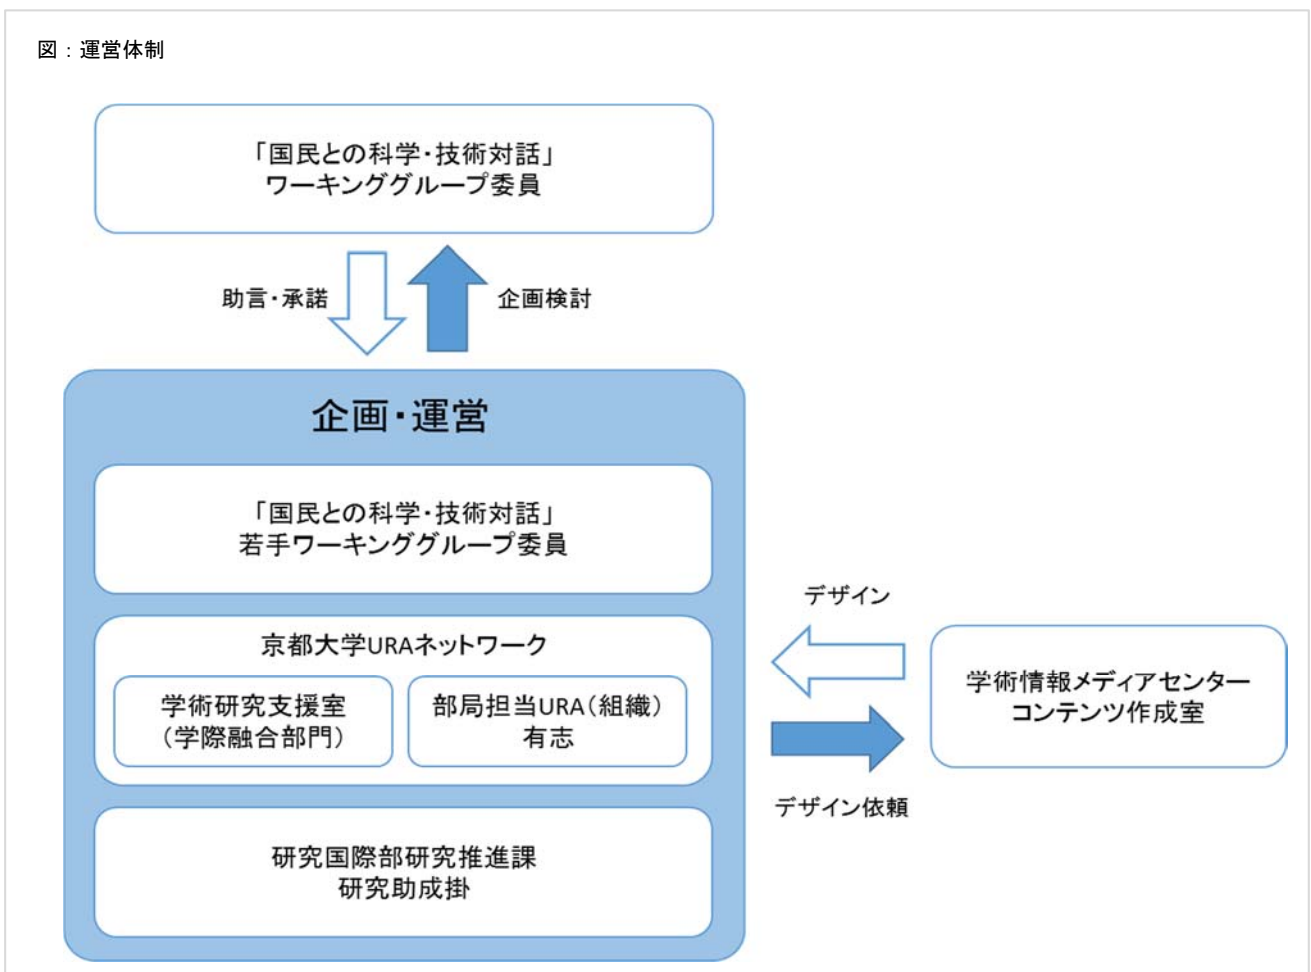 図：運営体制
「国民との科学・技術対話」
ワーキンググループ委員
助言・承諾
企画検討
企画・運営
「国民との科学・技術対話」
若手ワーキンググループ委員
京都大学URAネットワーク
学術研究支援室
（学際融合部門）
部局担当URA（組織）
有志
研究国際部研究推進課
研究助成掛
デザイン
学術情報メディアセンター
コンテンツ作成室
デザイン依頼